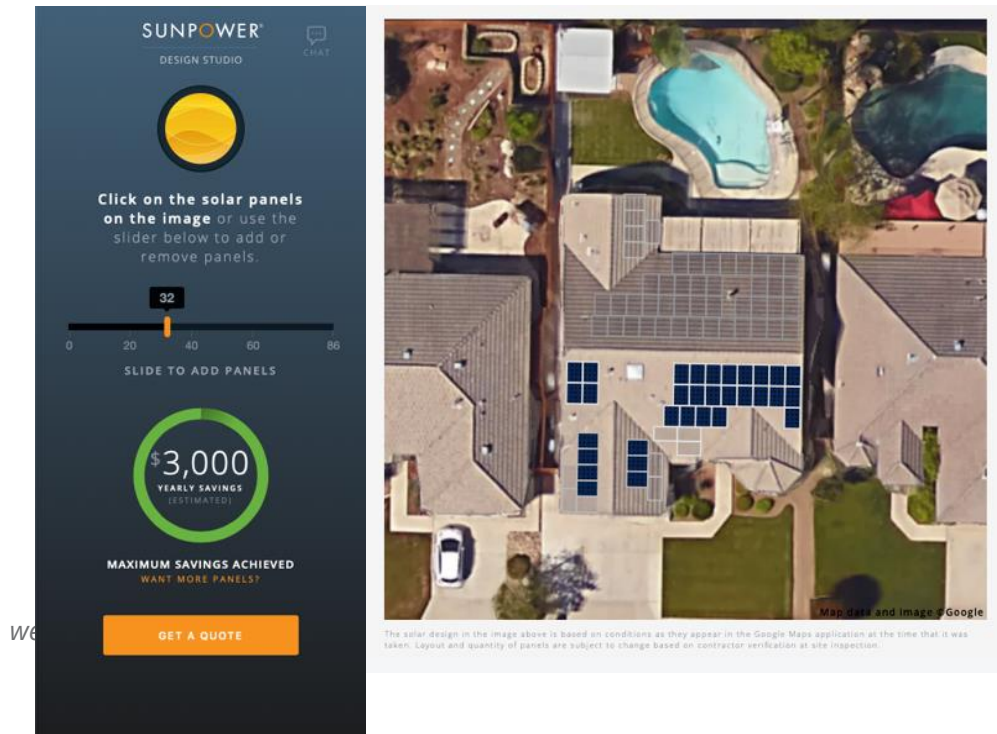 SUNPOWER®
DESIGN STUDIO
CHAT
Click on the solar panels
on the image or use the
slider below to add or
remove panels.
32
0 20 40 60 86
SLIDE TO ADD PANELS
$3,000
YEARLY SAVINGS
(ESTIMATED)
MAXIMUM SAVINGS ACHIEVED
WANT MORE PANELS?
GET A QUOTE
we
Map data and Image ©Google
The solar design in the image above is based on conditions as they appear in the Google Maps application at the time that it was
taken. Layout and quantity of panels are subject to change based on contractor verification at site inspection.